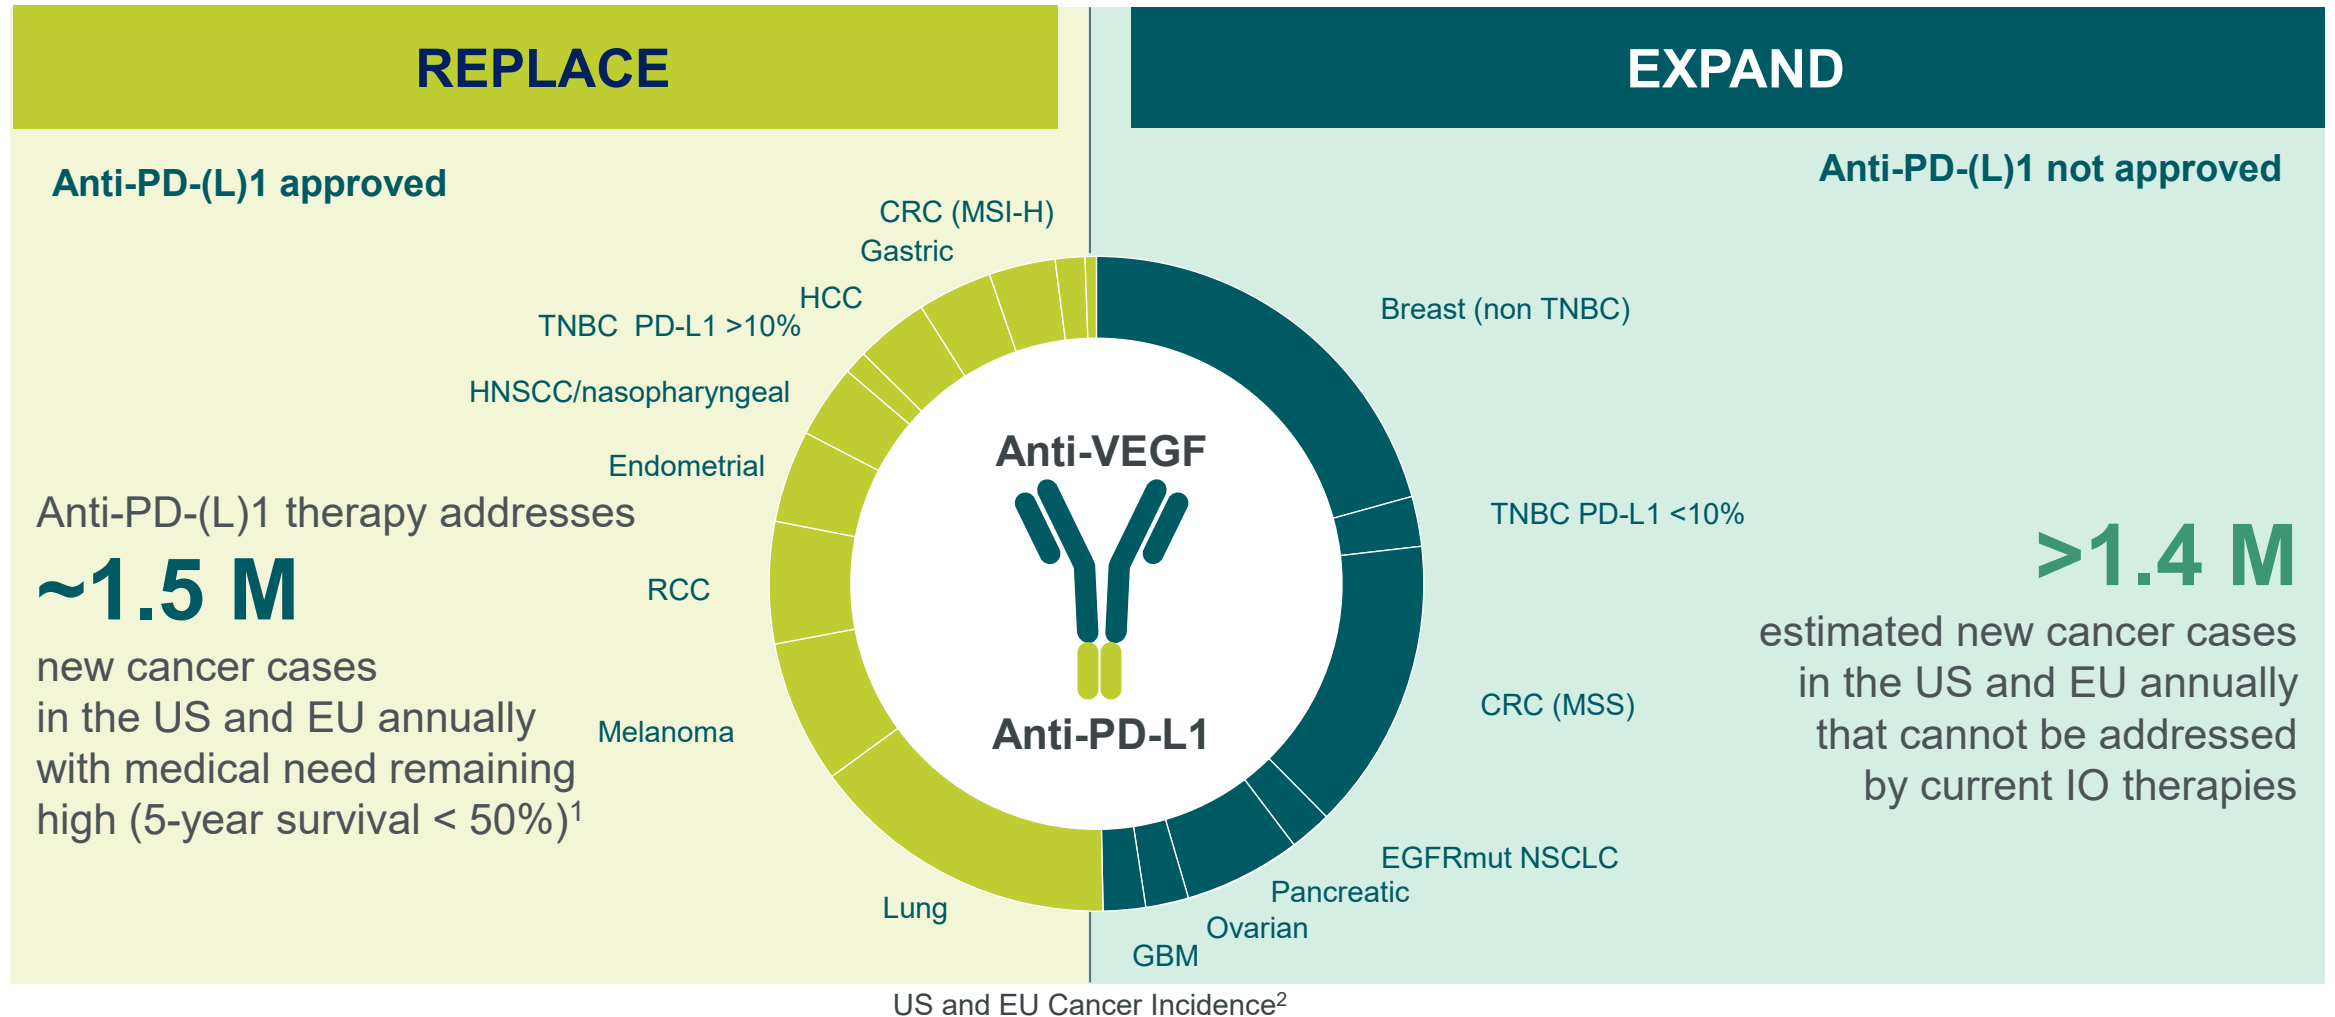 REPLACE
EXPAND
Anti-PD-(L)1 approved
Anti-PD-(L)1 not approved
CRC (MSI-H)
Gastric
HCC
TNBC  PD-L1 >10%
HNSCC/nasopharyngeal
Endometrial
RCC
Melanoma
Lung
Anti-PD-(L)1 therapy addresses
~1.5 M
new cancer cases
in the US and EU annually
with medical need remaining
high (5-year survival < 50%)1
Anti-VEGF
Anti-PD-L1
Breast (non TNBC)
TNBC PD-L1 <10%
CRC (MSS)
EGFRmut NSCLC
Pancreatic
Ovarian
GBM
>1.4 M
estimated new cancer cases
in the US and EU annually
that cannot be addressed
by current IO therapies
US and EU Cancer Incidence2